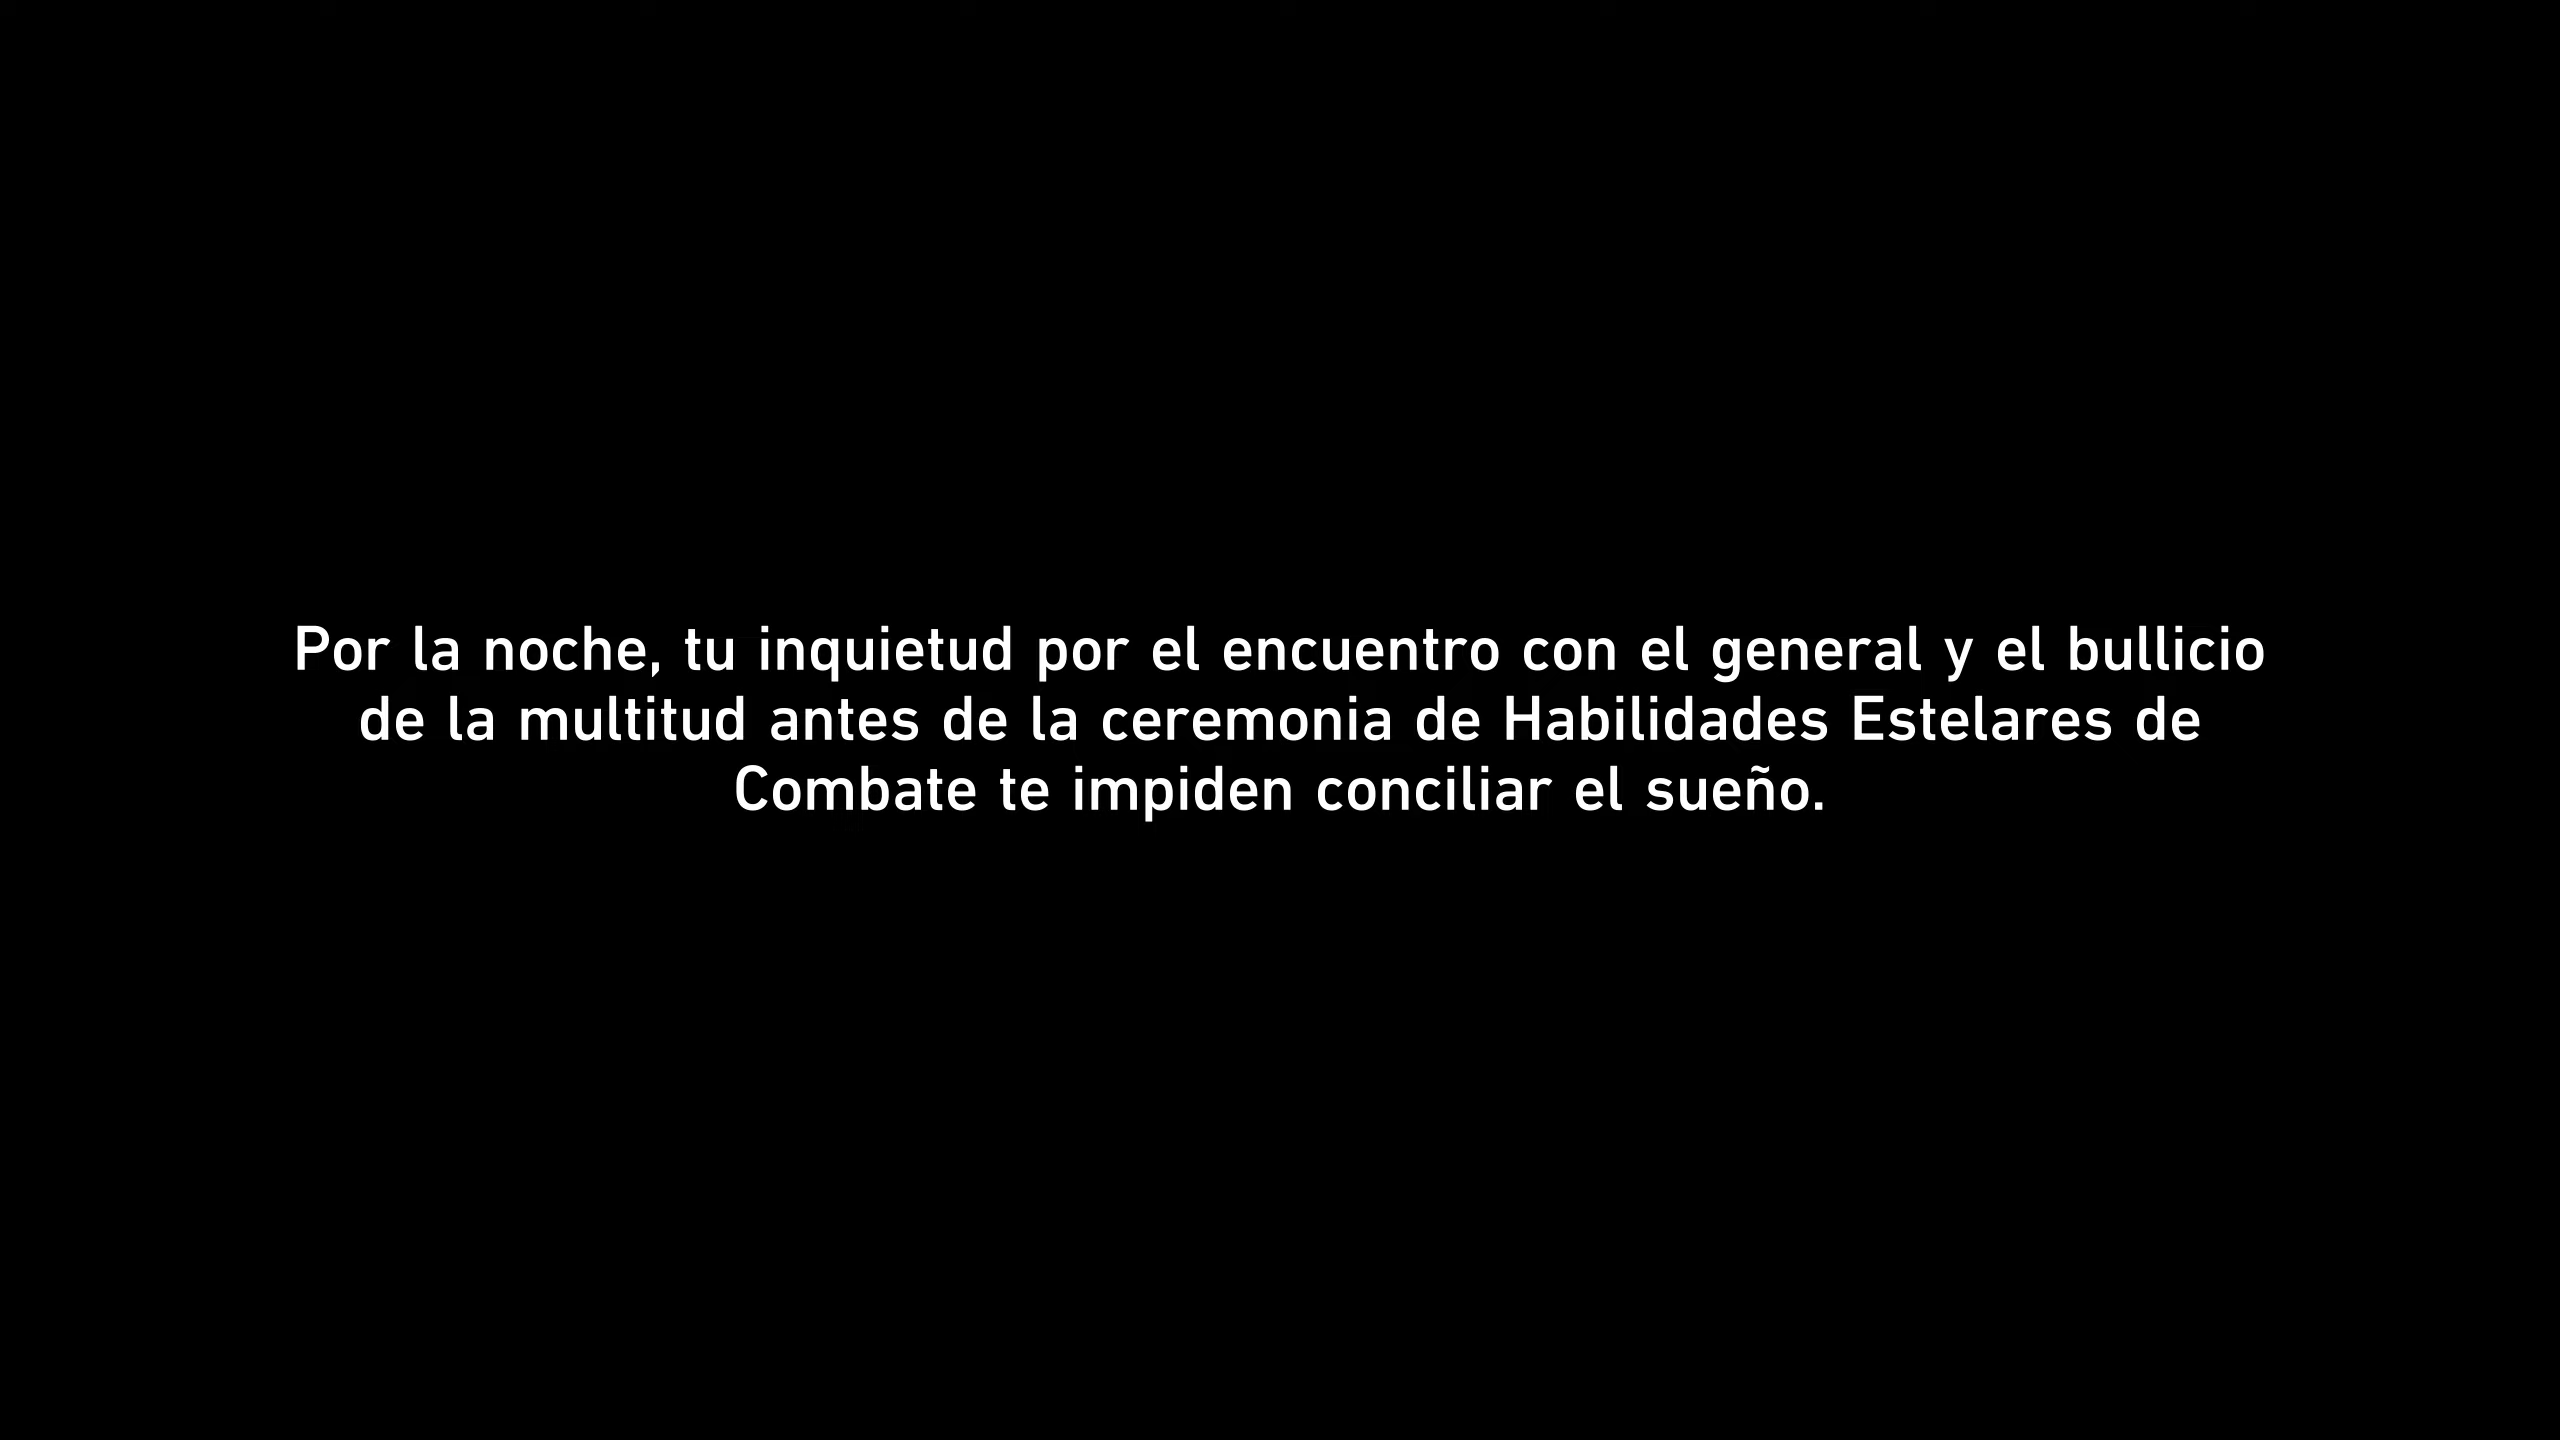 Por la noche, tu inquietud por el encuentro con el general y el bullicio
de la multitud antes de la ceremonia de Habilidades Estelares de
Combate te impiden conciliar el sueño.